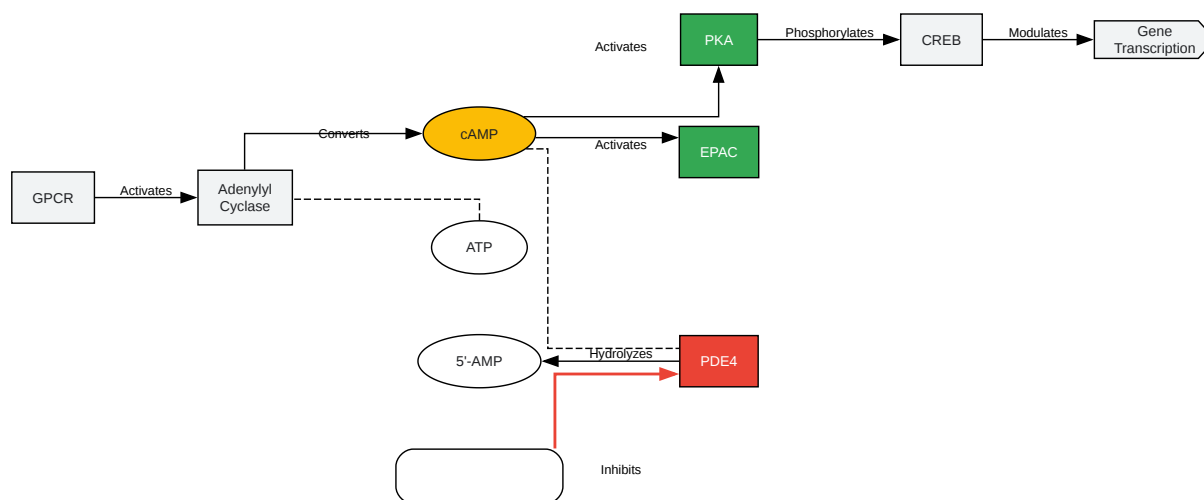 PKA
Phosphorylates
CREB
Modulates
Gene
Transcription
Activates
cAMP
Converts
EPAC
Activates
GPCR
Activates
Adenylyl
Cyclase
ATP
5'-AMP
Hydrolyzes
PDE4
Inhibits